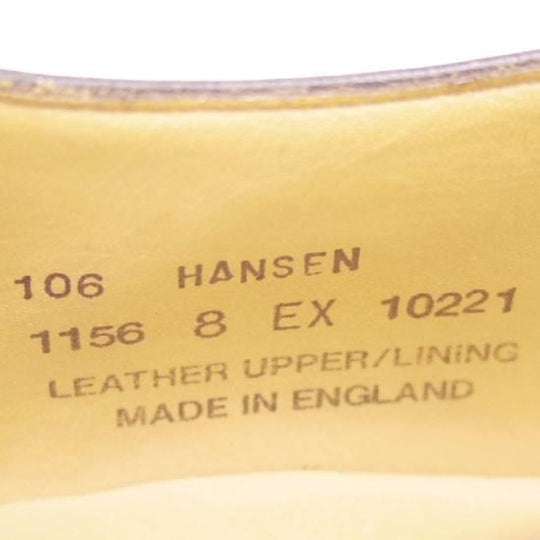 106 HANSEN
1156 8 EX 10221
LEATHER UPPER/LINING
MADE IN ENGLAND